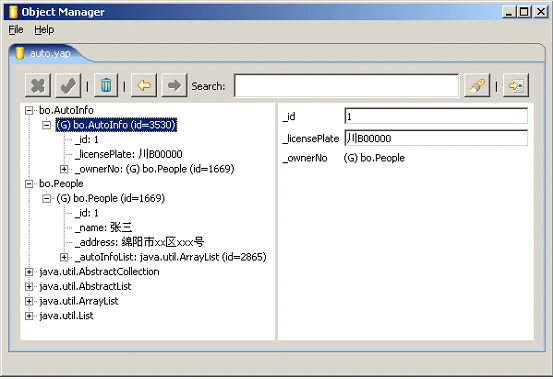 Object Manager
File Help
auto.yap
Search:
bo.AutoInfo
(G) bo.AutoInfo (id=3530)
_id: 1
_licensePlate: 川B00000
_ownerNo: (G) bo.People (id=1669)
bo.People
(G) bo.People (id=1669)
_id: 1
_name: 张三
_address: 绵阳市xx区xxx号
_autoInfoList: java.util.ArrayList (id=2865)
java.util.AbstractCollection
java.util.AbstractList
java.util.ArrayList
java.util.List
_id 1
_licensePlate 川B00000
_ownerNo (G) bo.People